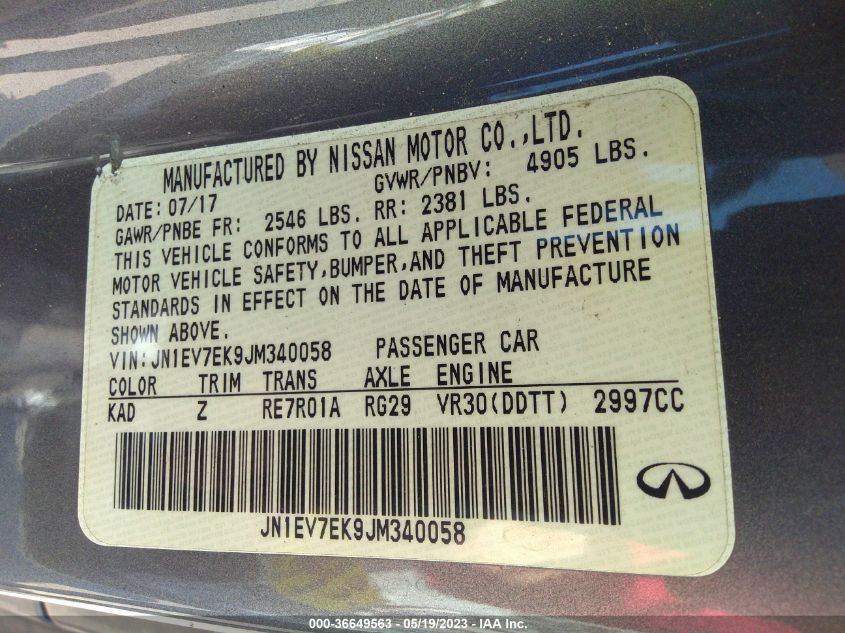 MANUFACTURED BY NISSAN MOTOR CO.,LTD.
DATE: 07/17 GVWR/PNBV: 4905 LBS.
GAWR/PNBE FR: 2546 LBS. RR: 2381 LBS.
THIS VEHICLE CONFORMS TO ALL APPLICABLE FEDERAL
MOTOR VEHICLE SAFETY,BUMPER,AND THEFT PREVENTION
STANDARDS IN EFFECT ON THE DATE OF MANUFACTURE
SHOWN ABOVE.
VIN:JN1EV7EK9JM340058 PASSENGER CAR
COLOR TRIM TRANS AXLE ENGINE
KAD Z RE7R01A RG29 VR30(DDTT) 2997CC
JN1EV7EK9JM340058
000-36649563 - 05/19/2023 - IAA Inc.